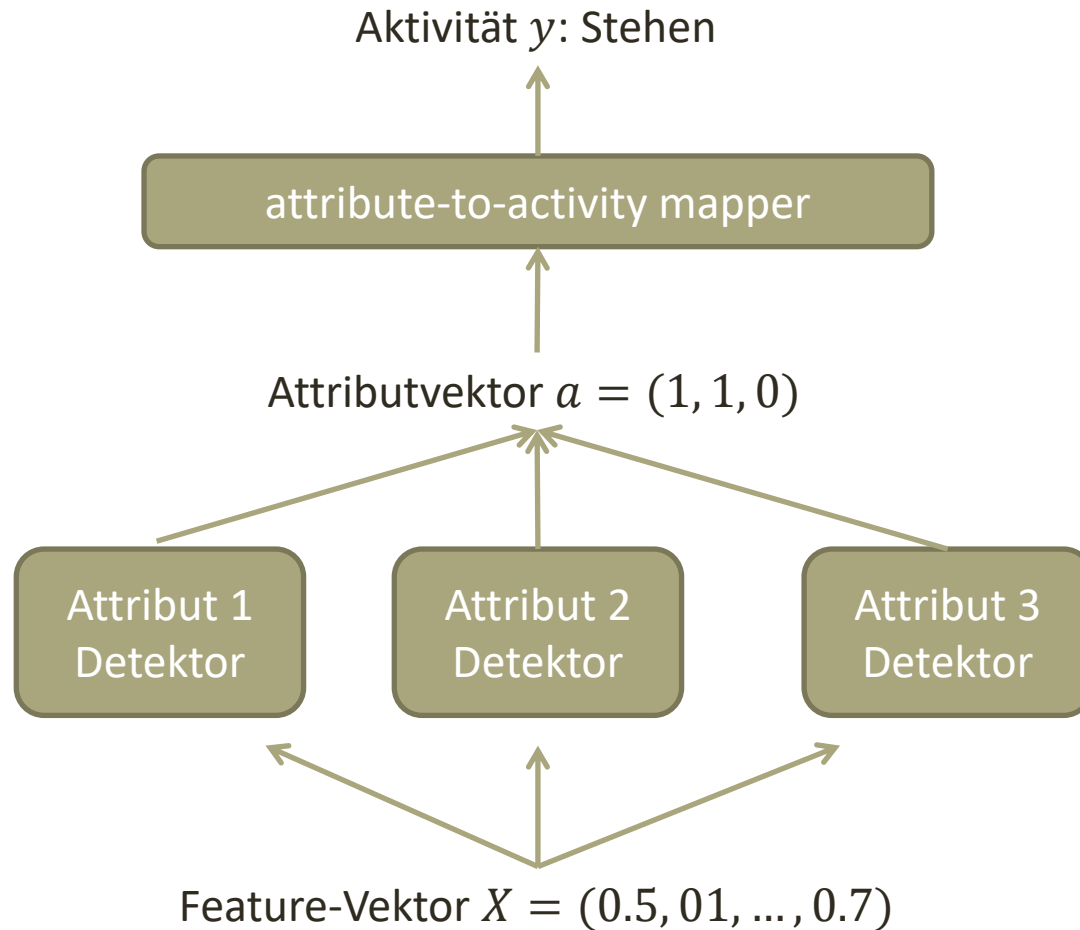 Aktivität y: Stehen
attribute-to-activity mapper
Attributvektor a = (1, 1, 0)
Attribut 1
Detektor
Attribut 2
Detektor
Attribut 3
Detektor
Feature-Vektor X = (0.5, 01, … , 0.7)